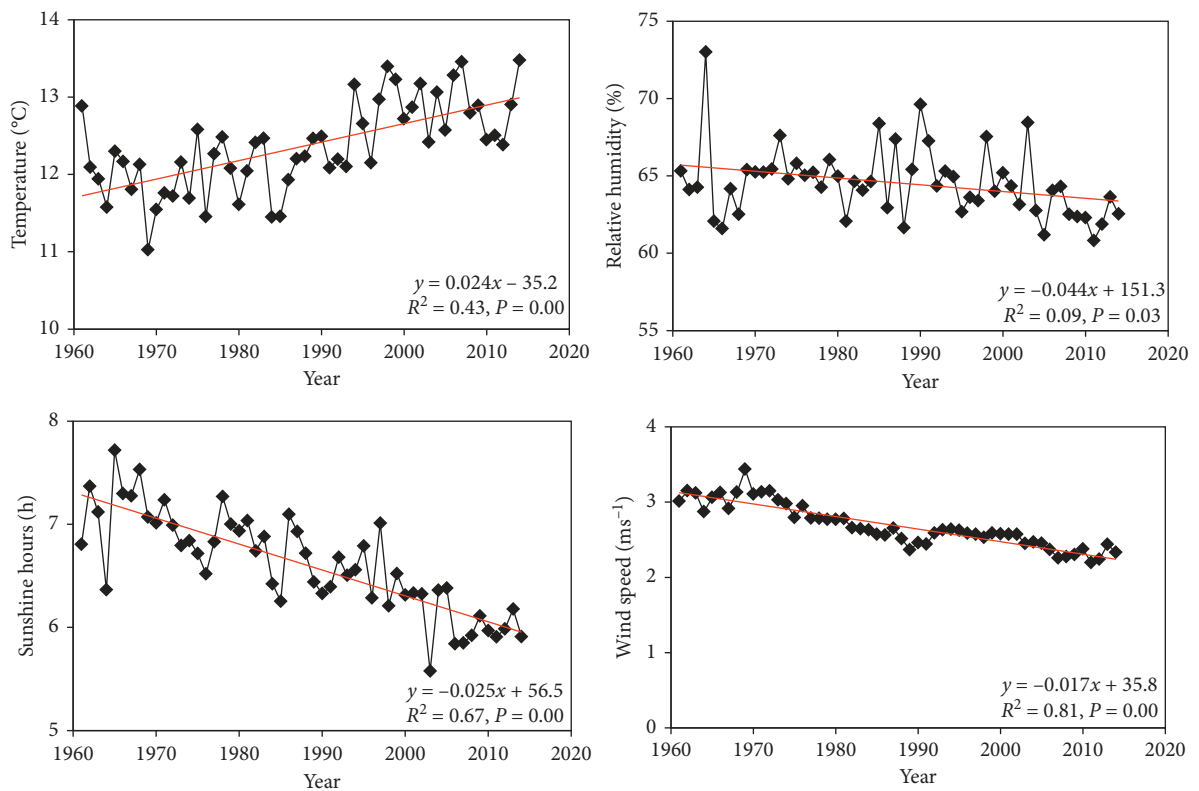 14
13
12
11
10
Temperature (°C)
y = 0.024x – 35.2
R² = 0.43, P = 0.00
1960 1970 1980 1990 2000 2010 2020
Year
75
70
65
60
55
Relative humidity (%)
y = –0.044x + 151.3
R² = 0.09, P = 0.03
1960 1970 1980 1990 2000 2010 2020
Year
8
7
6
5
Sunshine hours (h)
y = –0.025x + 56.5
R² = 0.67, P = 0.00
1960 1970 1980 1990 2000 2010 2020
Year
4
3
2
1
0
Wind speed (ms⁻¹)
y = –0.017x + 35.8
R² = 0.81, P = 0.00
1960 1970 1980 1990 2000 2010 2020
Year